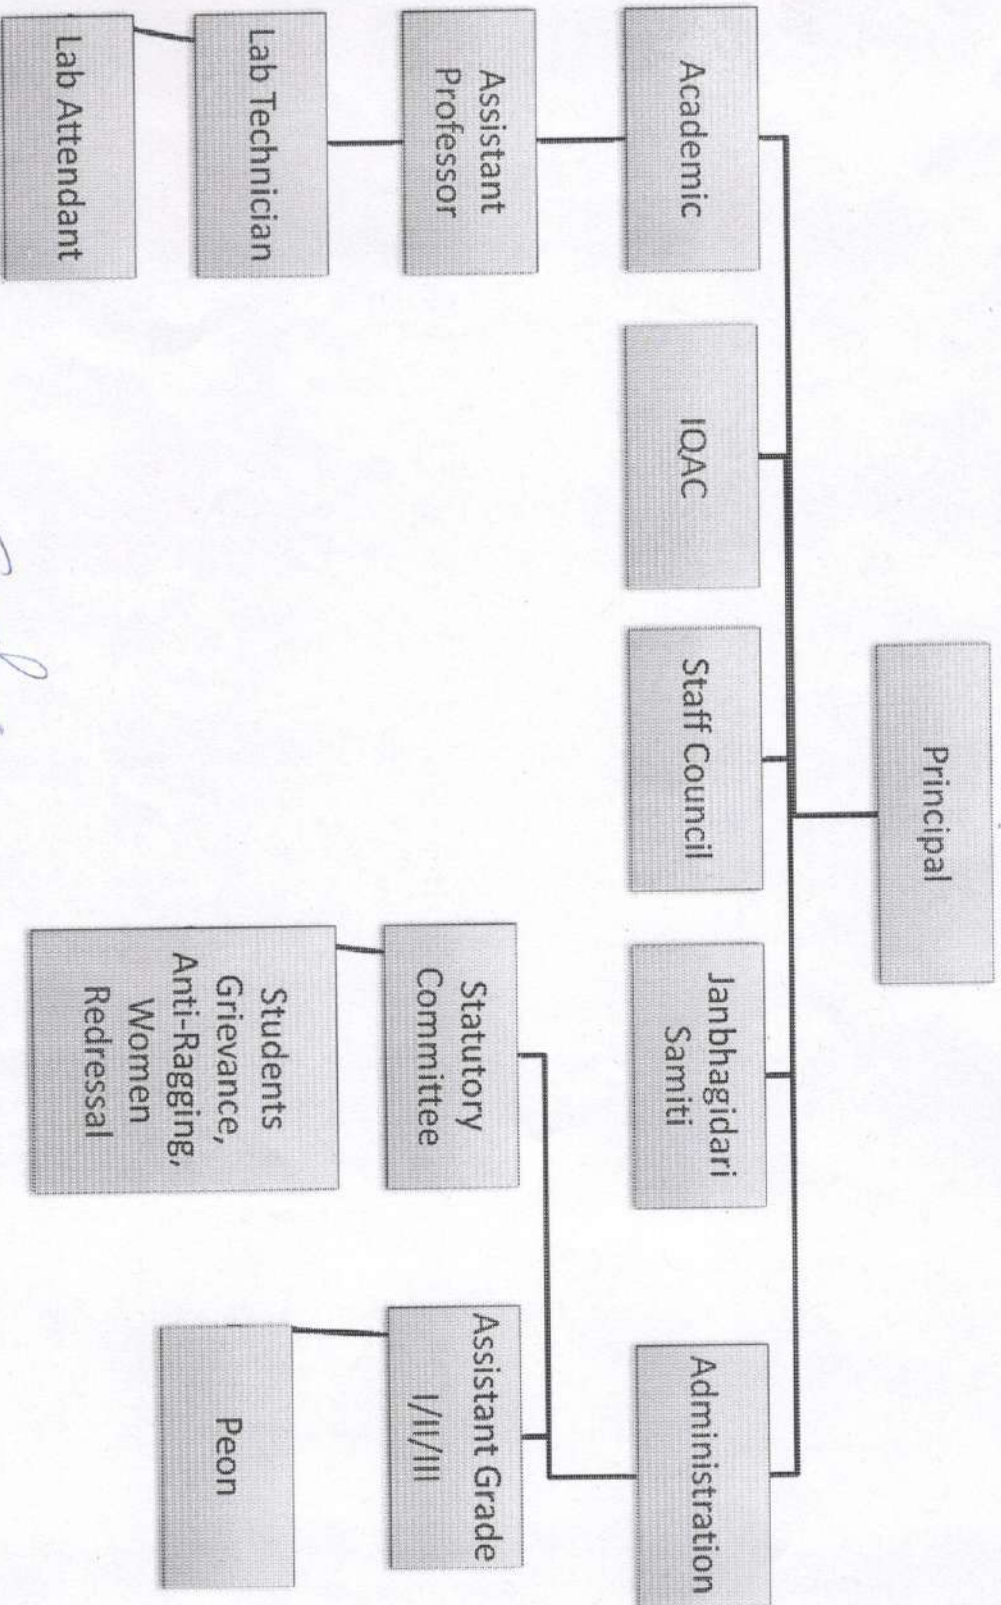 Principal
Academic
IQAC
Staff Council
Janbhagidari
Samiti
Administration
Assistant
Professor
Lab Technician
Lab Attendant
Statutory
Committee
Students
Grievance,
Anti-Ragging,
Women
Redressal
Assistant Grade
I/II/III
Peon